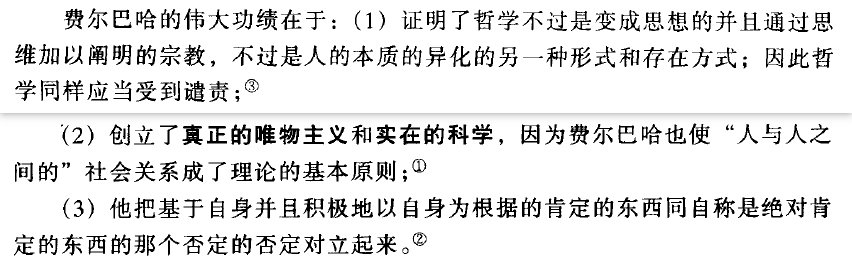 费尔巴哈的伟大功绩在于：（1）证明了哲学不过是变成思想的并且通过思
维加以阐明的宗教，不过是人的本质的异化的另一种形式和存在方式；因此哲
学同样应当受到谴责；③
（2）创立了真正的唯物主义和实在的科学，因为费尔巴哈也使“人与人之
间的”社会关系成了理论的基本原则；①
（3）他把基于自身并且积极地以自身为根据的肯定的东西同自称是绝对肯
定的东西的那个否定的否定对立起来。②